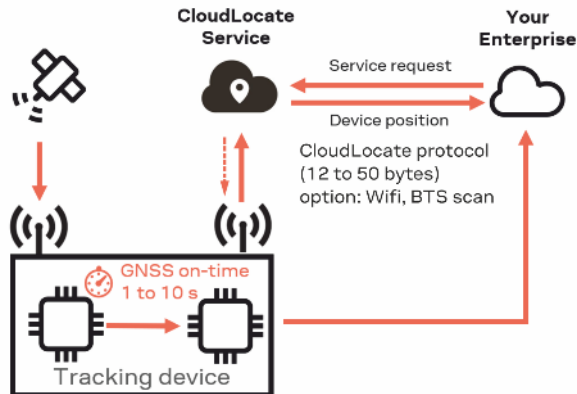 CloudLocate
Service
Your
Enterprise
Service request
Device position
CloudLocate protocol
(12 to 50 bytes)
option: Wifi, BTS scan
GNSS on-time
1 to 10 s
Tracking device